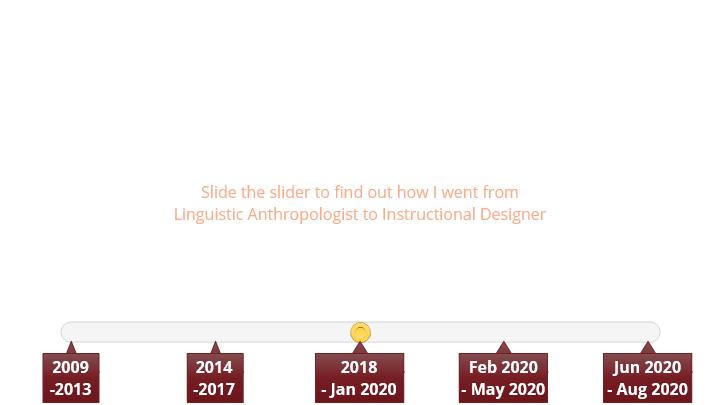 Slide the slider to find out how I went from
Linguistic Anthropologist to Instructional Designer
2009
-2013
2014
-2017
2018
- Jan 2020
Feb 2020
- May 2020
Jun 2020
- Aug 2020